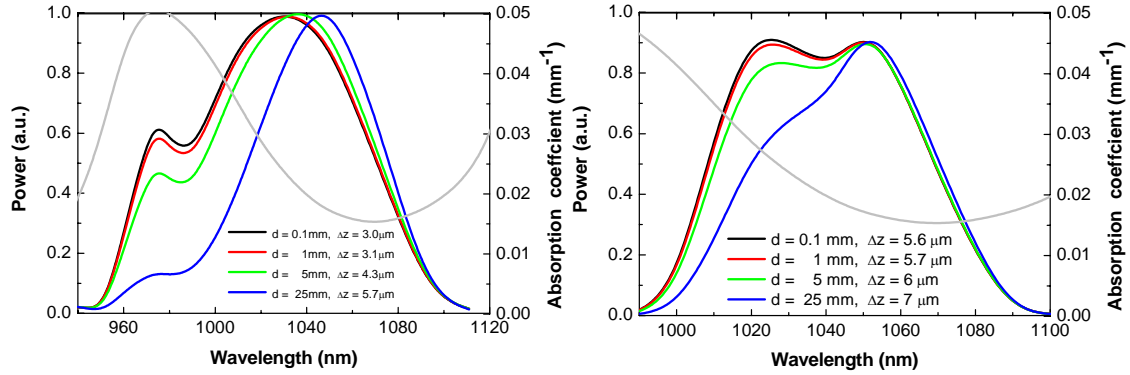 Power (a.u.)
1.0
0.8
0.6
0.4
0.2
0.0
d = 0.1mm, Δz = 3.0μm
d = 1mm, Δz = 3.1μm
d = 5mm, Δz = 4.3μm
d = 25mm, Δz = 5.7μm
0.05
0.04
0.03
0.02
0.01
0.00
Absorption coeffcient (mm-1)
960 1000 1040 1080 1120
Wavelength (nm)
Power (a.u.)
1.0
0.8
0.6
0.4
0.2
0.0
d = 0.1 mm, Δz = 5.6 μm
d = 1 mm, Δz = 5.7 μm
d = 5 mm, Δz = 6 μm
d = 25 mm, Δz = 7 μm
0.05
0.04
0.03
0.02
0.01
0.00
Absorption coeffcient (mm-1)
1000 1020 1040 1060 1080 1100
Wavelength (nm)